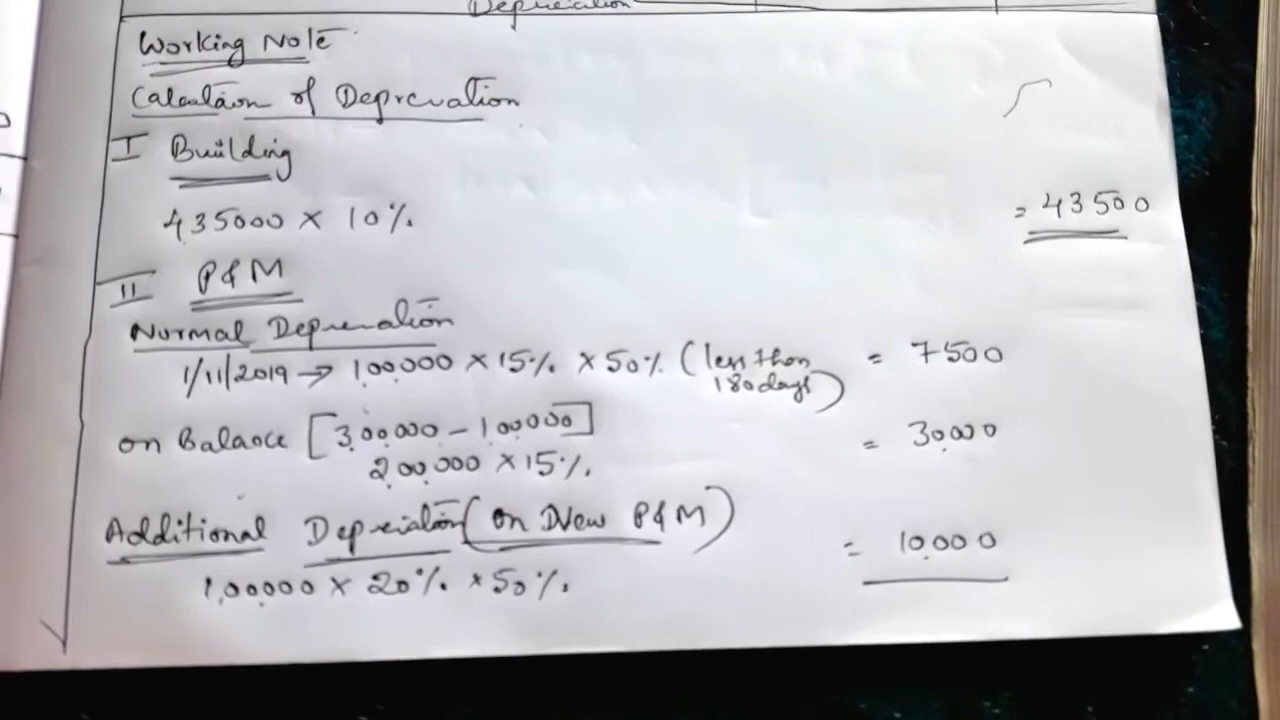 Depreciation
Working Note
Calculation of Depreciation
I Building
435000 × 10% = 43500
II P&M
Normal Depreciation
1/11/2019 → 1,00,000 × 15% × 50% (less than 180 days) = 7500
on Balance [3,00,000 - 1,00,000] = 30,000
2,00,000 × 15%
Additional Depreciation (on New P&M) = 10,000
1,00,000 × 20% × 50%